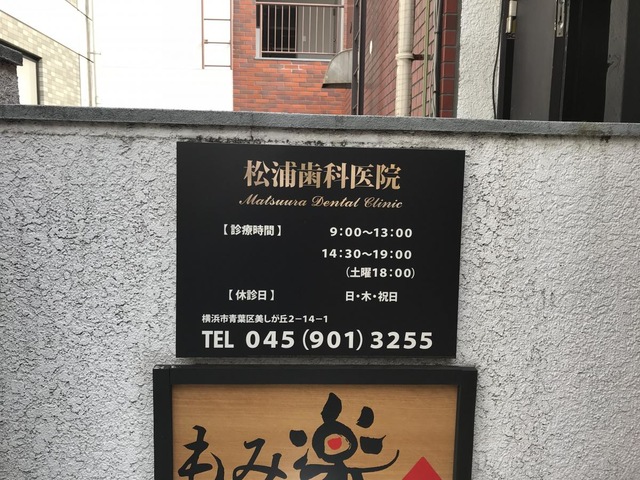 松浦歯科医院
Matsuura Dental Clinic
【診療時間】 9:00〜13:00
14:30〜19:00
(土曜18:00)
【休診日】 日・木・祝日
横浜市青葉区美しが丘2−14−1
TEL 045(901)3255
もみ楽